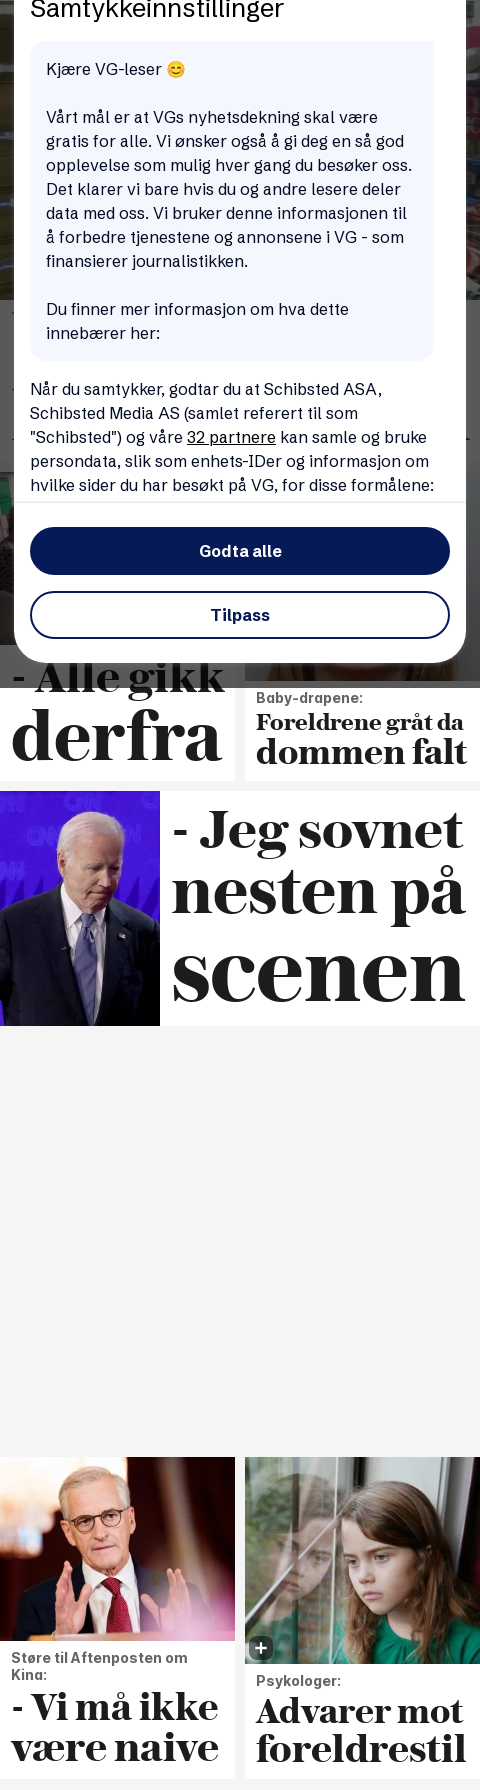 Samtykkeinnstillinger
Kjære VG-leser 😊
Vårt mål er at VGs nyhetsdekning skal være
gratis for alle. Vi ønsker også å gi deg en så god
opplevelse som mulig hver gang du besøker oss.
Det klarer vi bare hvis du og andre lesere deler
data med oss. Vi bruker denne informasjonen til
å forbedre tjenestene og annonsene i VG - som
finansierer journalistikken.
Du finner mer informasjon om hva dette
innebærer her:
Når du samtykker, godtar du at Schibsted ASA,
Schibsted Media AS (samlet referert til som
"Schibsted") og våre 32 partnere kan samle og bruke
persondata, slik som enhets-IDer og informasjon om
hvilke sider du har besøkt på VG, for disse formålene:
Godta alle
Tilpass
- Alle gikk
derfra
Baby-drapene:
Foreldrene gråt da
dommen falt
- Jeg sovnet
nesten på
scenen
Støre til Aftenposten om
Kina:
- Vi må ikke
være naive
Psykologer:
Advarer mot
foreldrestil